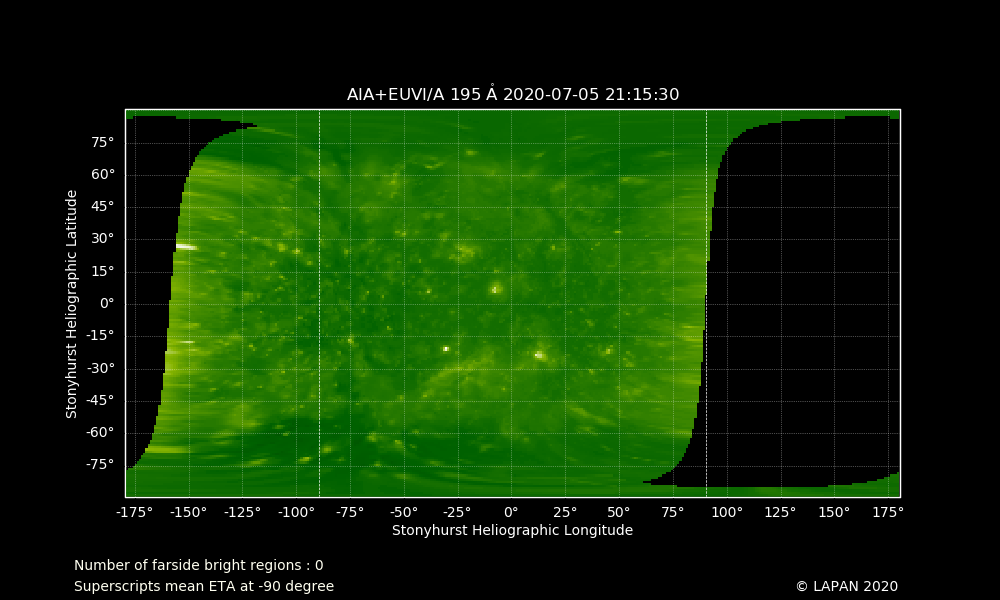 AIA+EUVI/A 195 Å 2020-07-05 21:15:30
75°
60°
45°
30°
15°
0°
-15°
-30°
-45°
-60°
-75°
Stonyhurst Heliographic Latitude
-175° -150° -125° -100° -75° -50° -25° 0° 25° 50° 75° 100° 125° 150° 175°
Stonyhurst Heliographic Longitude
Number of farside bright regions : 0
Superscripts mean ETA at -90 degree
© LAPAN 2020